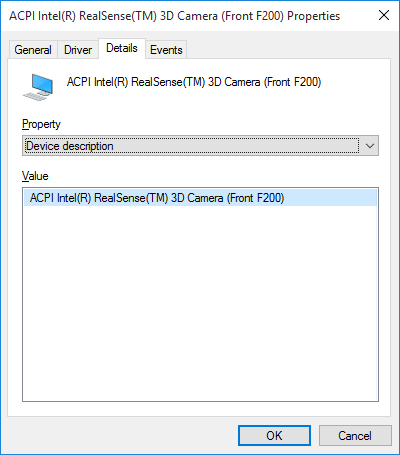 ACPI Intel(R) RealSense(TM) 3D Camera (Front F200) Properties
General Driver Details Events
ACPI Intel(R) RealSense(TM) 3D Camera (Front F200)
Property
Device description
Value
ACPI Intel(R) RealSense(TM) 3D Camera (Front F200)
OK Cancel